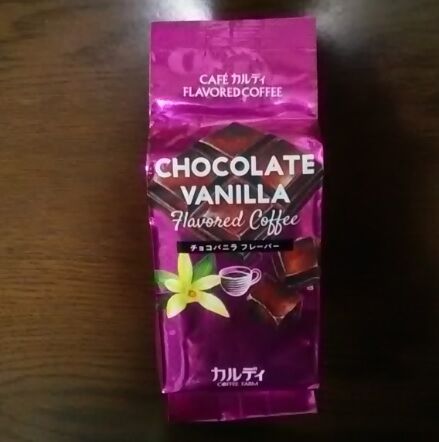 CAFÉ カルディ
FLAVORED COFFEE
CHOCOLATE
VANILLA
Flavored Coffee
チョコバニラ フレーバー
カルディ
COFFEE FARM